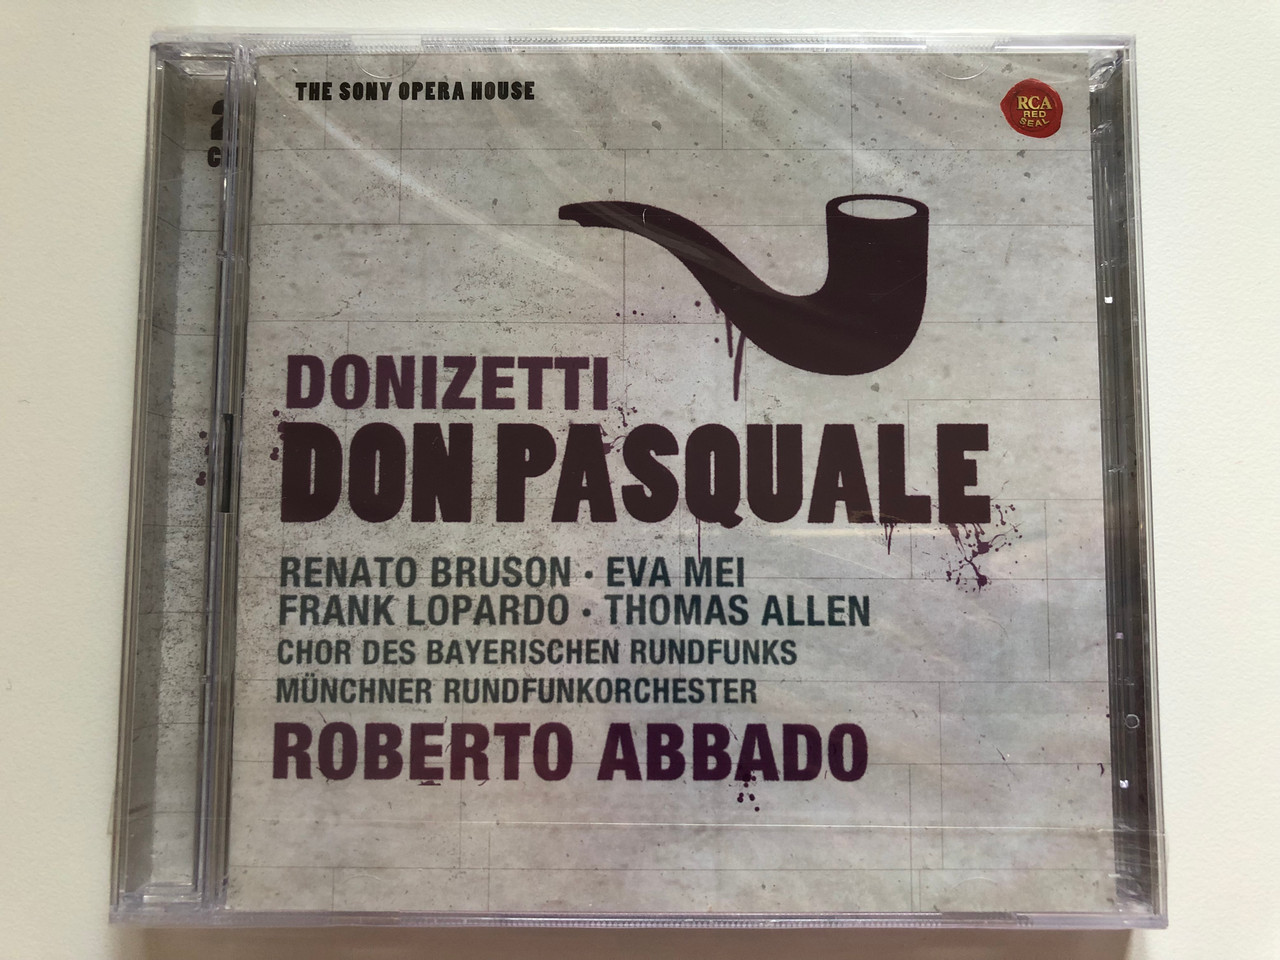 THE SONY OPERA HOUSE
RCA
RED
SEAL
2
DONIZETTI
DON PASQUALE
RENATO BRUSON · EVA MEI
FRANK LOPARDO · THOMAS ALLEN
CHOR DES BAYERISCHEN RUNDFUNKS
MÜNCHNER RUNDFUNKORCHESTER
ROBERTO ABBADO